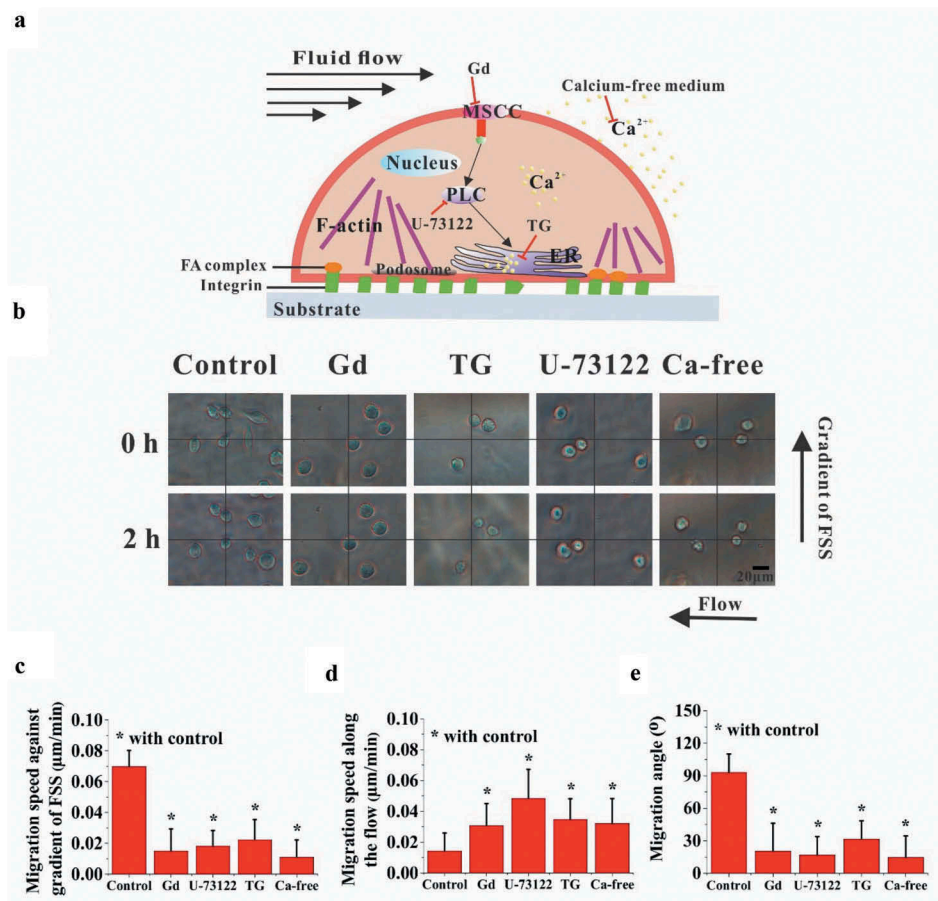 a
Fluid flow
Gd
Calcium-free medium
MSCC
Ca2+
Nucleus
PLC
Ca2+
U-73122
TG
F-actin
ER
FA complex
Podosome
Integrin
Substrate
b
Control Gd TG U-73122 Ca-free
0 h
2 h
Gradient of FSS
20μm
Flow
c
Migration speed against
gradient of FSS (μm/min)
0.10
0.08
0.06
0.04
0.02
0.00
* with control
* * * *
Control Gd U-73122 TG Ca-free
d
Migration speed along
the flow (μm/min)
0.10
0.08
0.06
0.04
0.02
0.00
* with control
* * * *
Control Gd U-73122 TG Ca-free
e
Migration angle (º)
150
120
90
60
30
0
* with control
* * * *
Control Gd U-73122 TG Ca-free